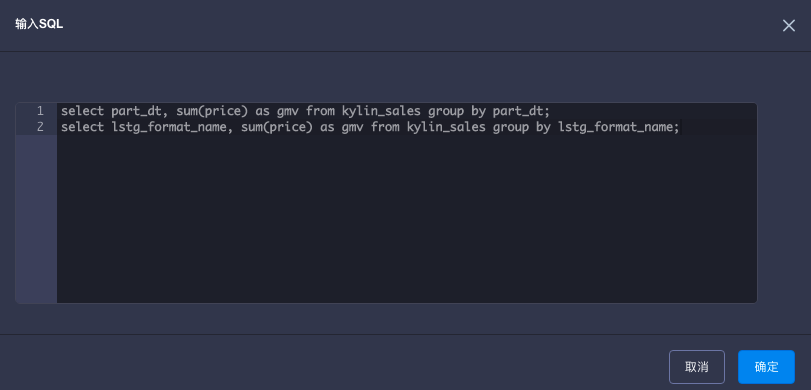 输入SQL
1 select part_dt, sum(price) as gmv from kylin_sales group by part_dt;
2 select lstg_format_name, sum(price) as gmv from kylin_sales group by lstg_format_name;
取消 确定